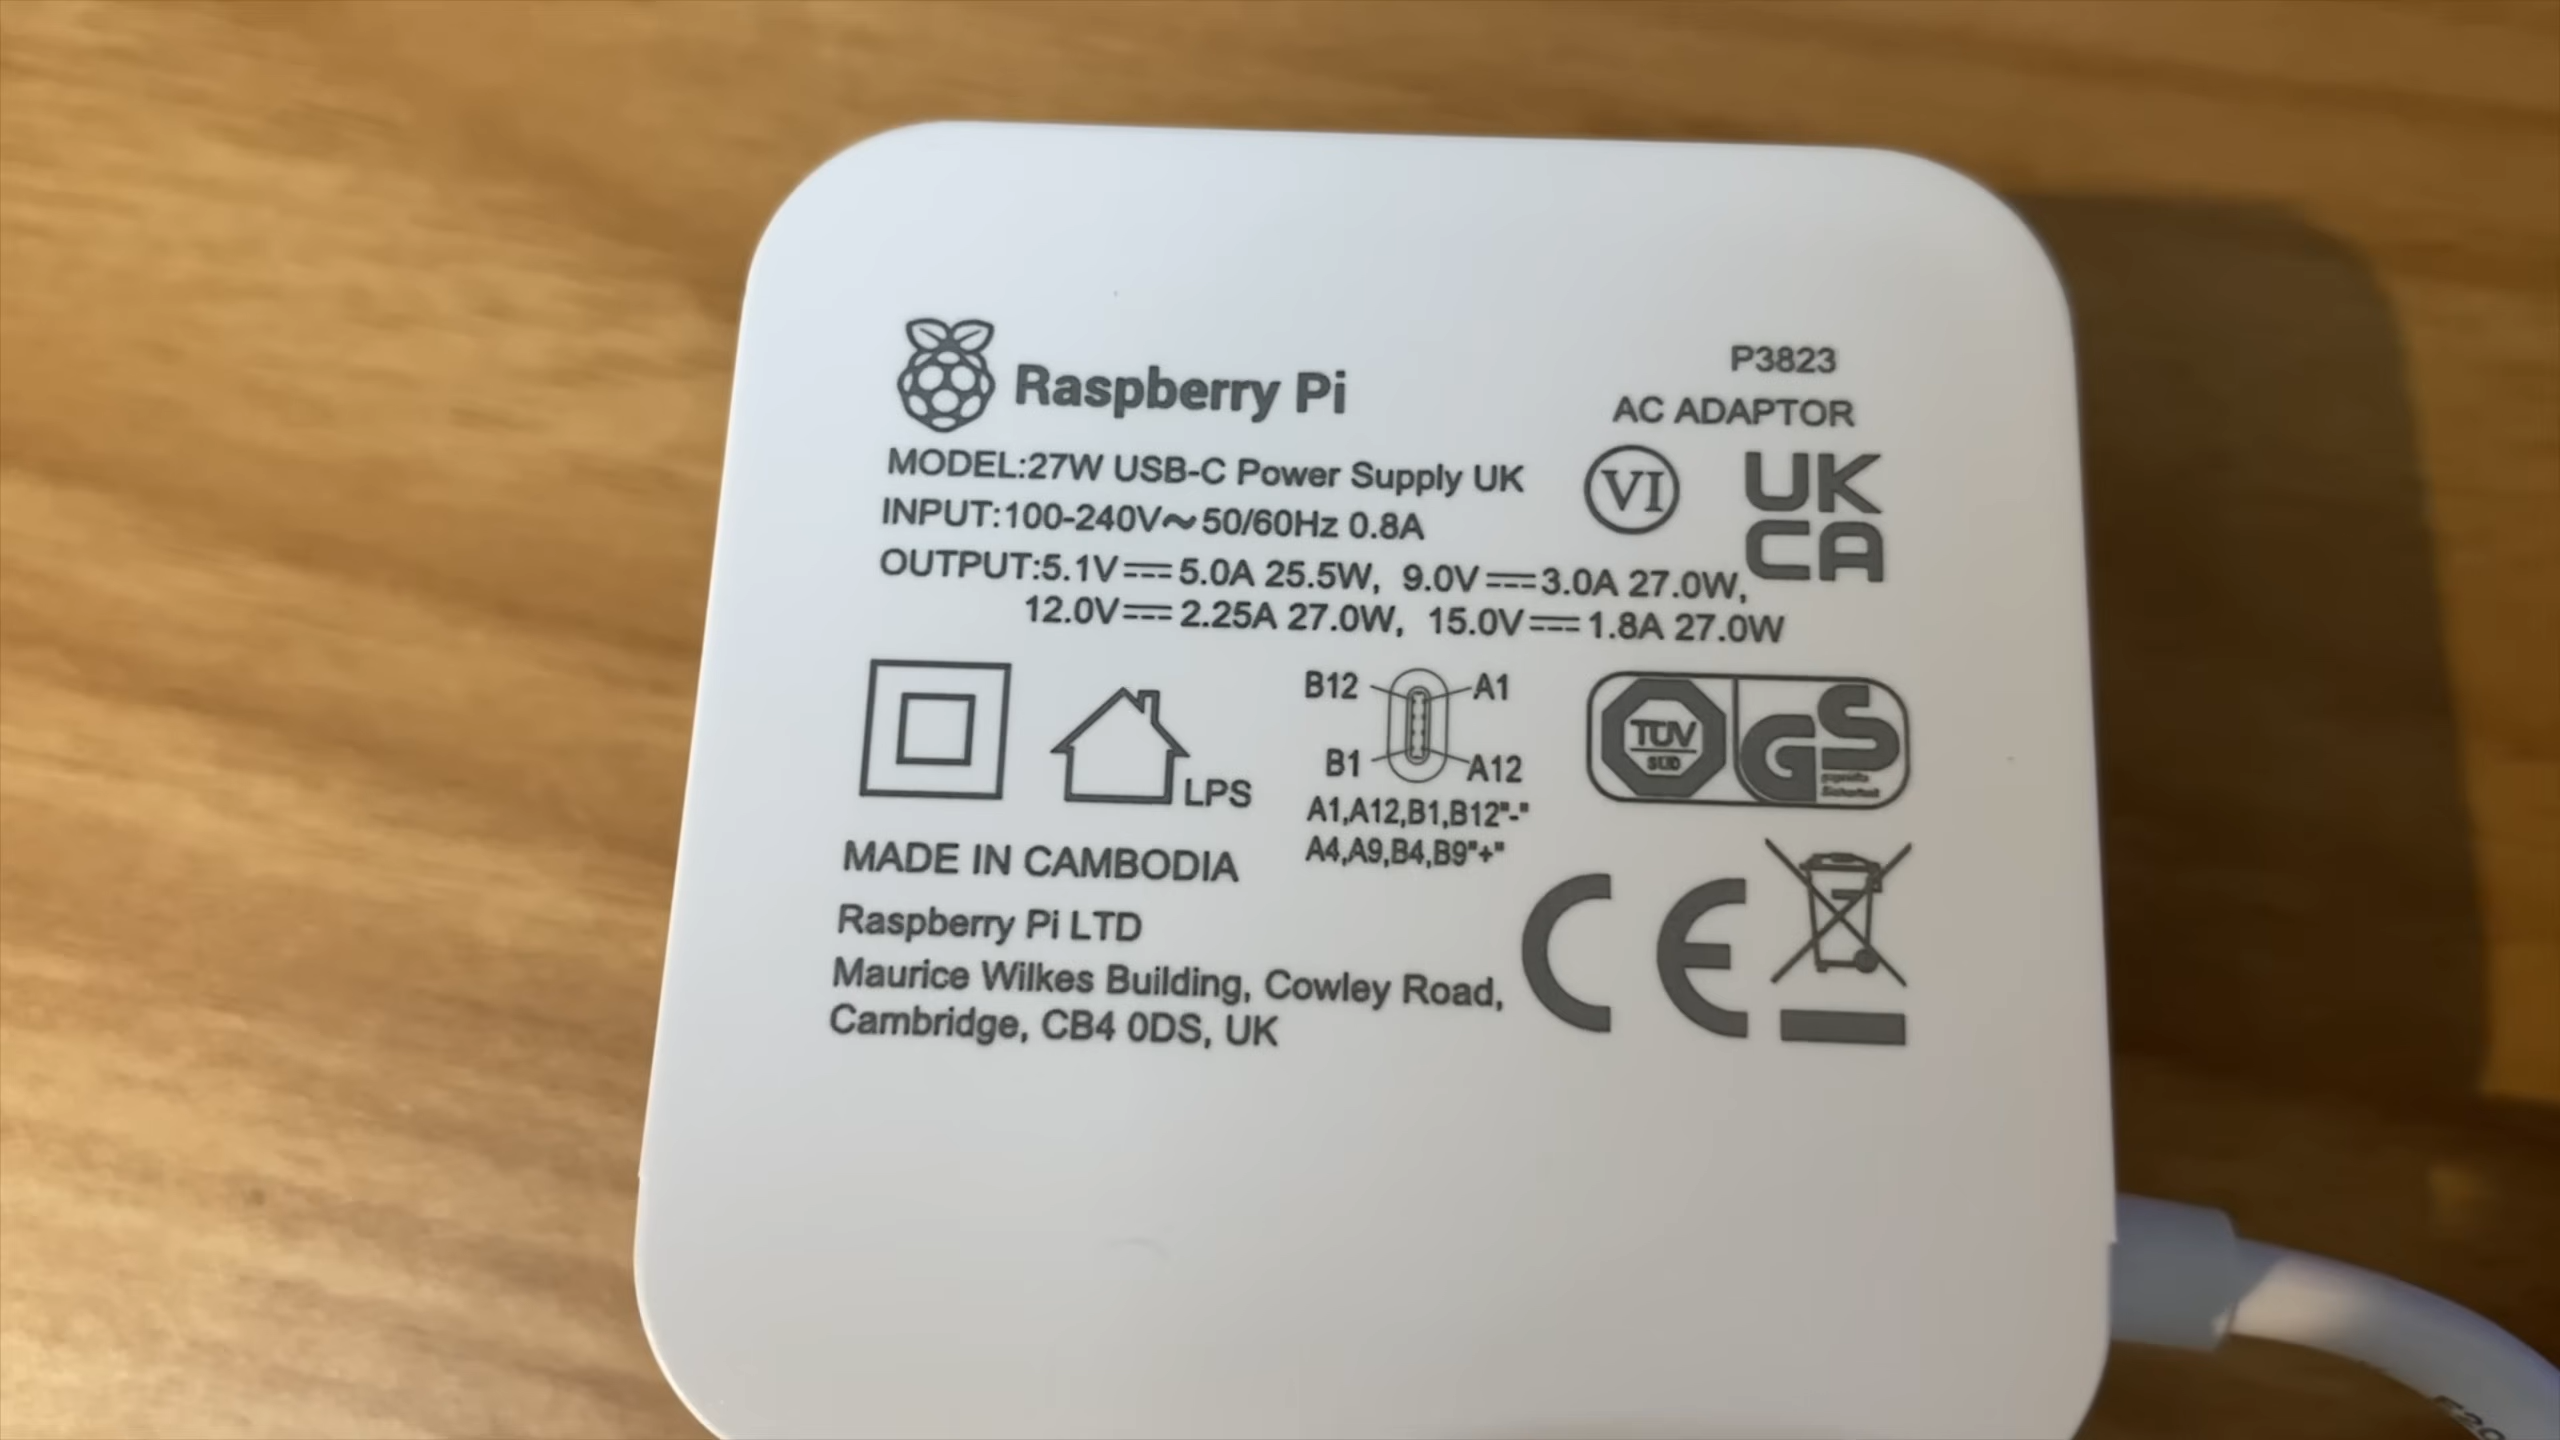 Raspberry Pi
P3823
AC ADAPTOR
MODEL:27W USB-C Power Supply UK
VI
UK
CA
INPUT:100-240V~50/60Hz 0.8A
OUTPUT:5.1V⎓5.0A 25.5W, 9.0V⎓3.0A 27.0W,
12.0V⎓2.25A 27.0W, 15.0V⎓1.8A 27.0W
LPS
B12 A1
B1 A12
A1,A12,B1,B12"-"
A4,A9,B4,B9"+"
TÜV
SÜD
GS
geprüfte
Sicherheit
MADE IN CAMBODIA
Raspberry Pi LTD
Maurice Wilkes Building, Cowley Road,
Cambridge, CB4 0DS, UK
CE